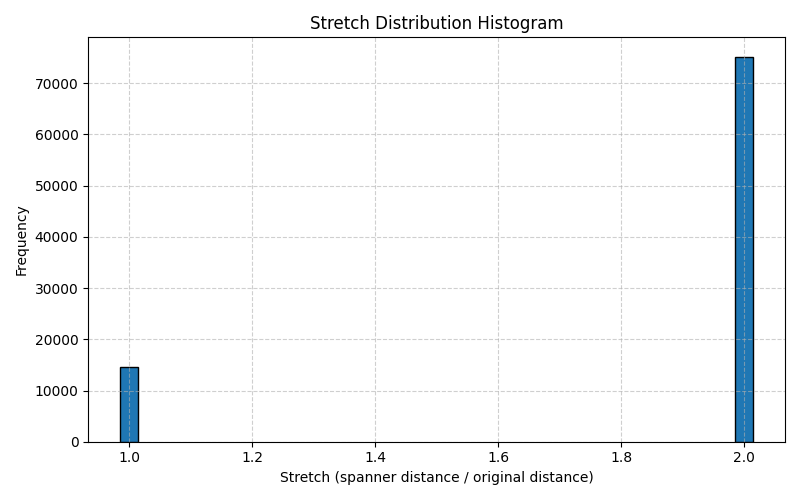 Stretch Distribution Histogram
Frequency
70000
60000
50000
40000
30000
20000
10000
0
1.0 1.2 1.4 1.6 1.8 2.0
Stretch (spanner distance / original distance)